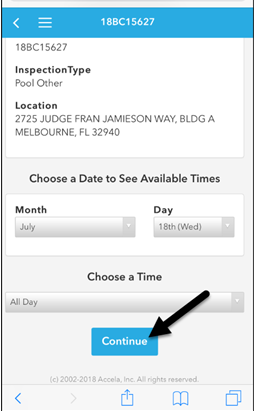 18BC15627
18BC15627
InspectionType
Pool Other
Location
2725 JUDGE FRAN JAMIESON WAY, BLDG A
MELBOURNE, FL 32940
Choose a Date to See Available Times
Month Day
July 18th (Wed)
Choose a Time
All Day
Continue
(c) 2002-2018 Accela, Inc. All rights reserved.